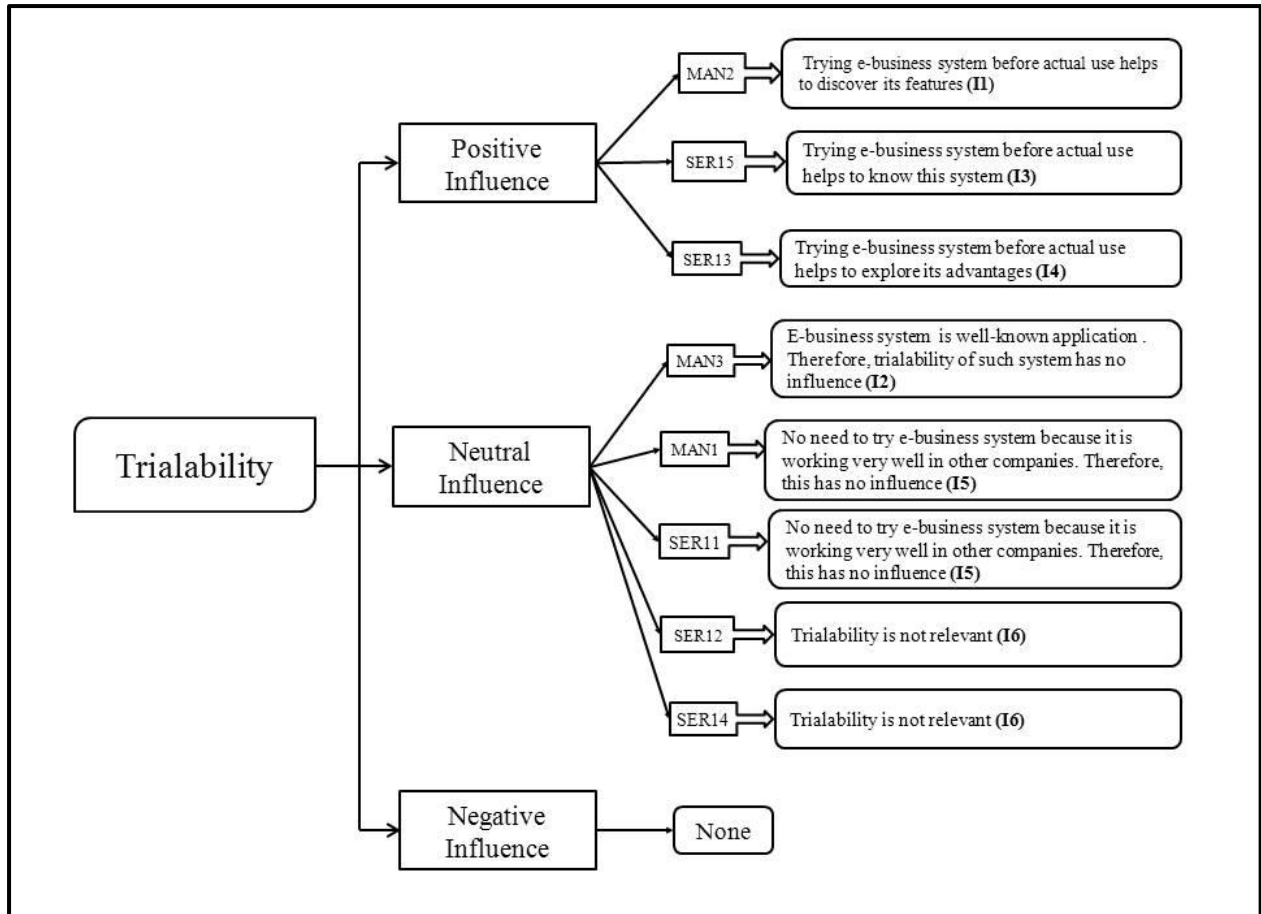 Trialability
Positive
Influence
MAN2
Trying e-business system before actual use helps
to discover its features (I1)
SER15
Trying e-business system before actual use
helps to know this system (I3)
SER13
Trying e-business system before actual use
helps to explore its advantages (I4)
Neutral
Influence
MAN3
E-business system is well-known application .
Therefore, trialability of such system has no
influence (I2)
MAN1
No need to try e-business system because it is
working very well in other companies. Therefore,
this has no influence (I5)
SER11
No need to try e-business system because it is
working very well in other companies. Therefore,
this has no influence (I5)
SER12
Trialability is not relevant (I6)
SER14
Trialability is not relevant (I6)
Negative
Influence
None